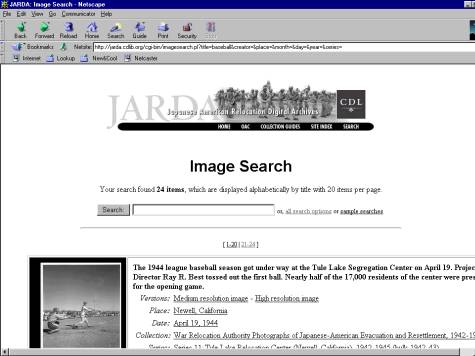 JARDA: Image Search - Netscape
File Edit View Go Communicator Help
Back Forward Reload Home Search Guide Print Security
Bookmarks Netsite: http://jarda.cdlib.org/cgi-bin/imagesearch.pl?title=baseball&creator=&place=&month=&day=&year=&series=
Internet Lookup New&Cool Netcaster
JARDA
Japanese American Relocation Digital Archives
CDL
HOME OAC COLLECTION GUIDES SITE INDEX SEARCH
Image Search
Your search found 24 items, which are displayed alphabetically by title with 20 items per page.
Search: or, all search options or sample searches
[ 1-20 | 21-24 ]
The 1944 league baseball season got under way at the Tule Lake Segregation Center on April 19. Projec
Director Ray R. Best tossed out the first ball. Nearly half of the 17,000 residents of the center were pres
for the opening game.
Versions: Medium resolution image - High resolution image
Place: Newell, California
Date: April 19, 1944
Collection: War Relocation Authority Photographs of Japanese-American Evacuation and Resettlement, 1942-19
Series: Series 11: Tule Lake Relocation Center (Newell, California), 1942-1945 (bulk 1942-43)